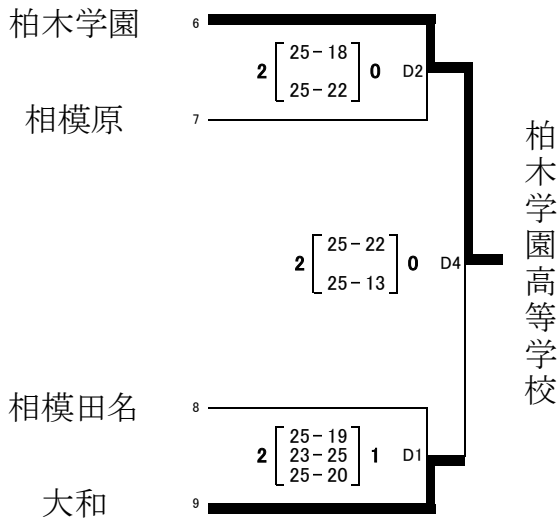 柏木学園
6
25-18
2 0 D2
25-22
相模原
7
柏木学園高等学校
25-22
2 0 D4
25-13
相模田名
8
25-19
2 23-25 1 D1
25-20
大和
9